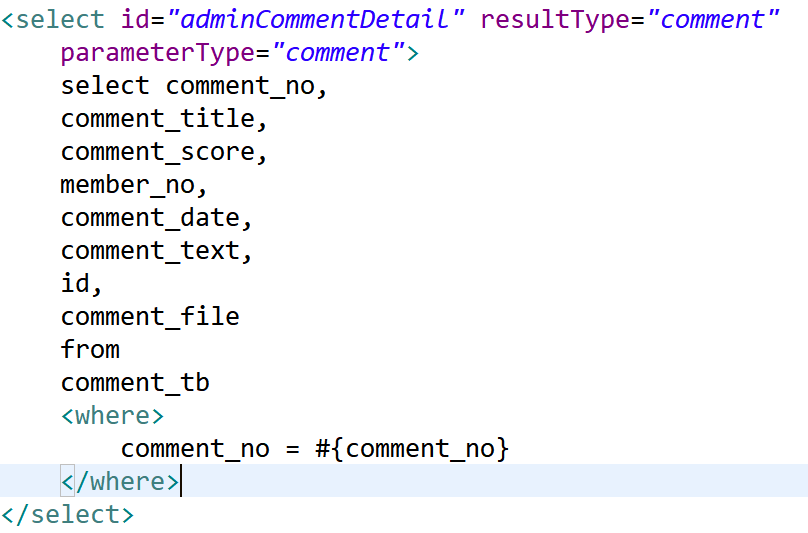 <select id="adminCommentDetail" resultType="comment"
parameterType="comment">
select comment_no,
comment_title,
comment_score,
member_no,
comment_date,
comment_text,
id,
comment_file
from
comment_tb
<where>
comment_no = #{comment_no}
</where>
</select>